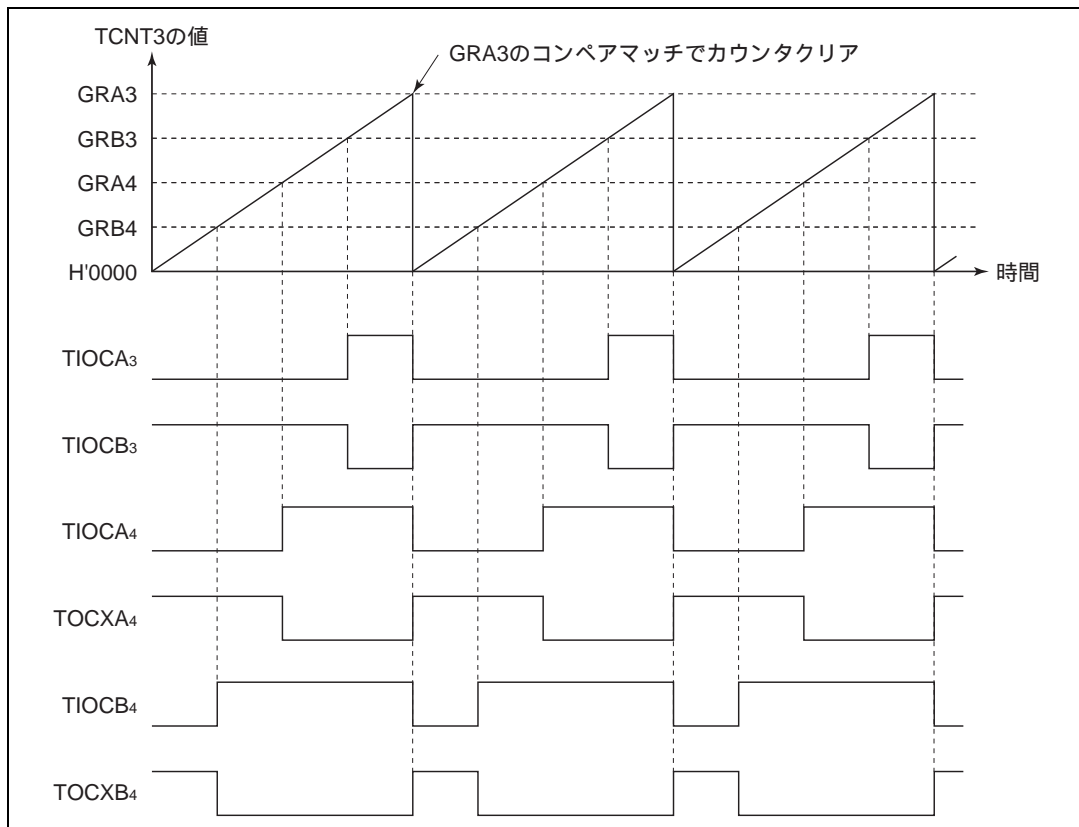 TCNT3の値
GRA3のコンペアマッチでカウンタクリア
GRA3
GRB3
GRA4
GRB4
H'0000
時間
TIOCA3
TIOCB3
TIOCA4
TOCXA4
TIOCB4
TOCXB4